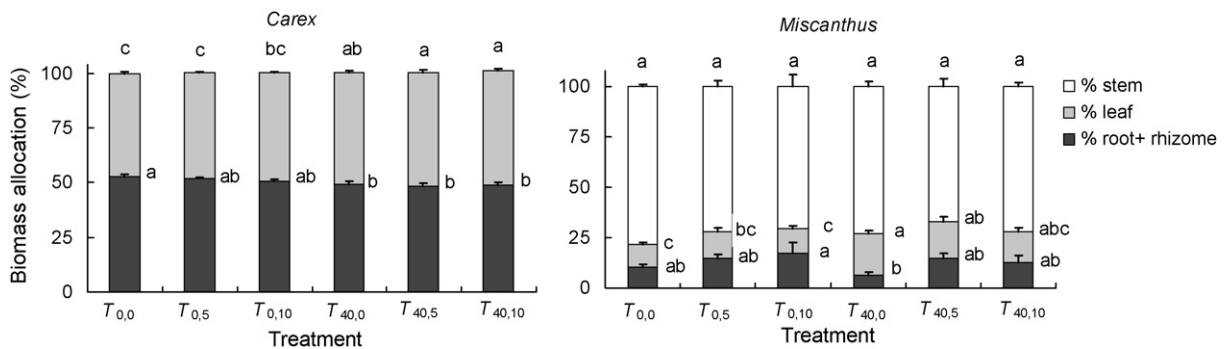 Carex
Miscanthus
c c bc ab a a
a a a a a a
Biomass allocation (%)
100
75
50
25
0
a ab ab b b b
100
75
50
25
0
c bc c a ab abc
ab ab a b ab ab
% stem
% leaf
% root+ rhizome
T0,0 T0,5 T0,10 T40,0 T40,5 T40,10
T0,0 T0,5 T0,10 T40,0 T40,5 T40,10
Treatment
Treatment